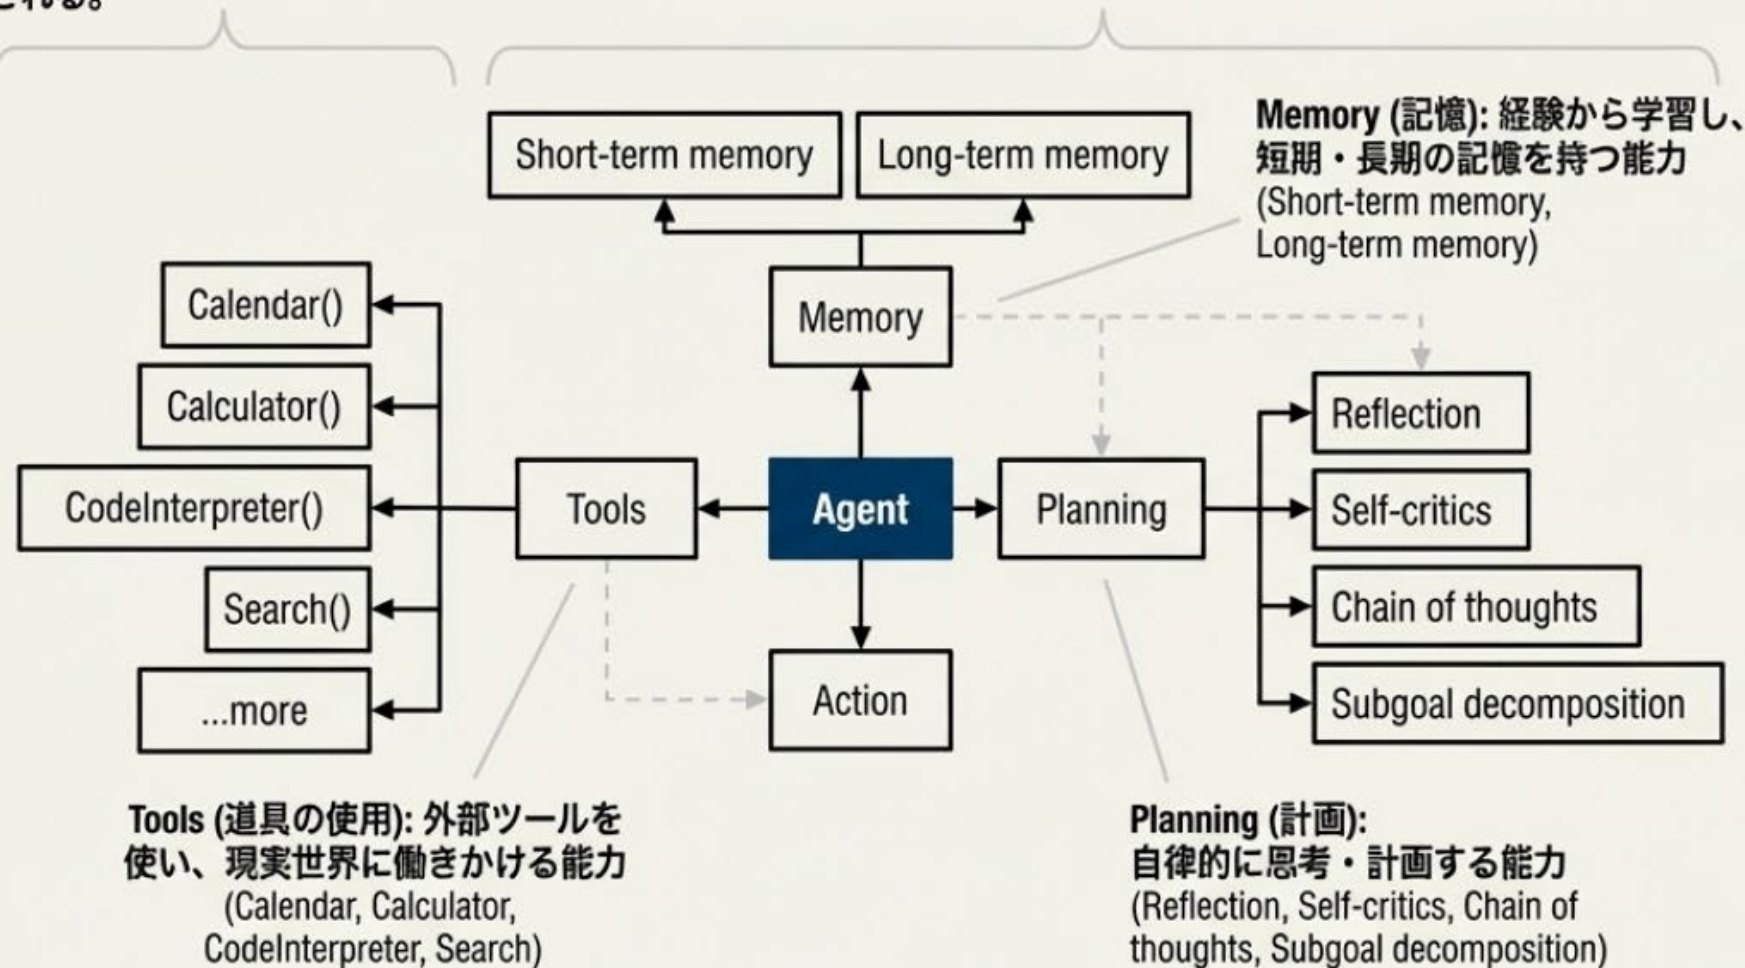 される。
Short-term memory
Long-term memory
Memory (記憶): 経験から学習し、
短期・長期の記憶を持つ能力
(Short-term memory,
Long-term memory)
Memory
Calendar()
Calculator()
CodeInterpreter()
Search()
...more
Tools
Agent
Planning
Action
Reflection
Self-critics
Chain of thoughts
Subgoal decomposition
Tools (道具の使用): 外部ツールを
使い、現実世界に働きかける能力
(Calendar, Calculator,
CodeInterpreter, Search)
Planning (計画):
自律的に思考・計画する能力
(Reflection, Self-critics, Chain of
thoughts, Subgoal decomposition)